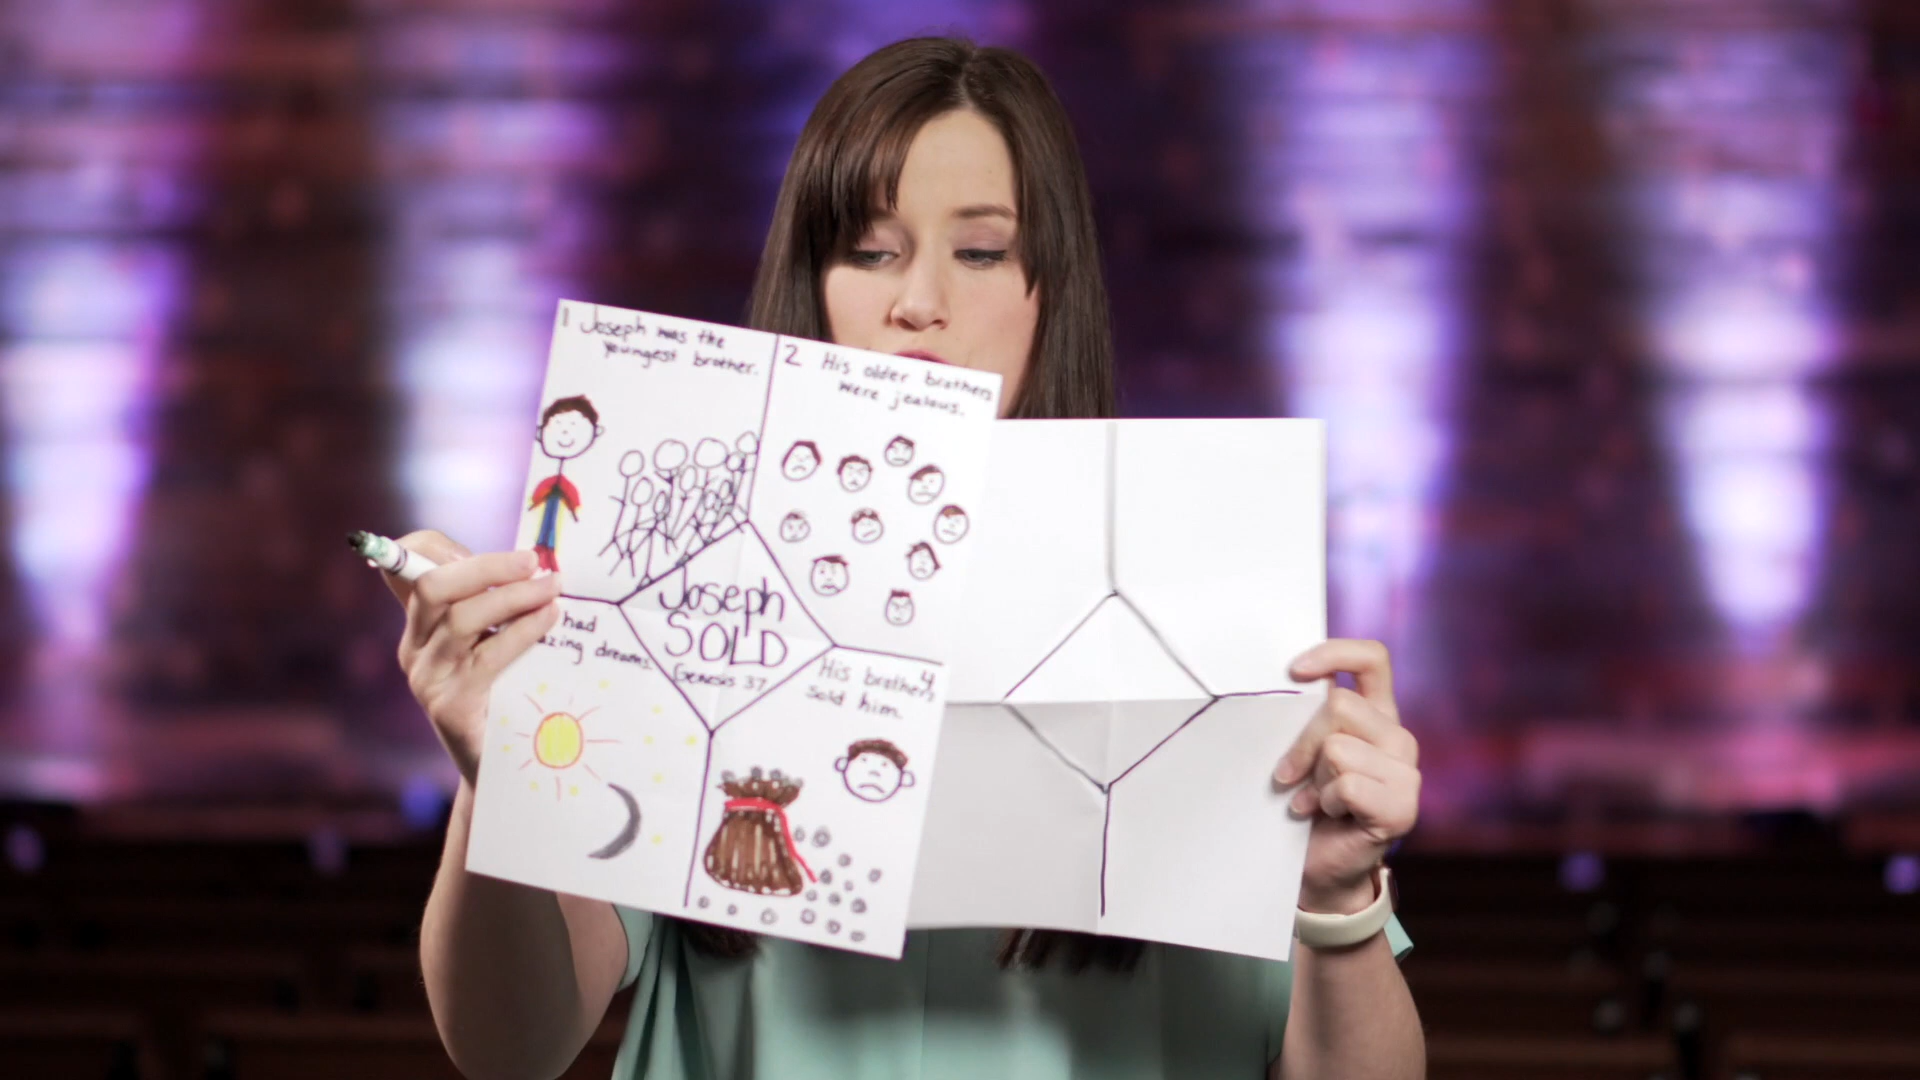 1 Joseph was the
youngest brother.
2 His older brothers
were jealous.
Joseph
SOLD
Genesis 37
had
azing dreams.
His brothers 4
sold him.